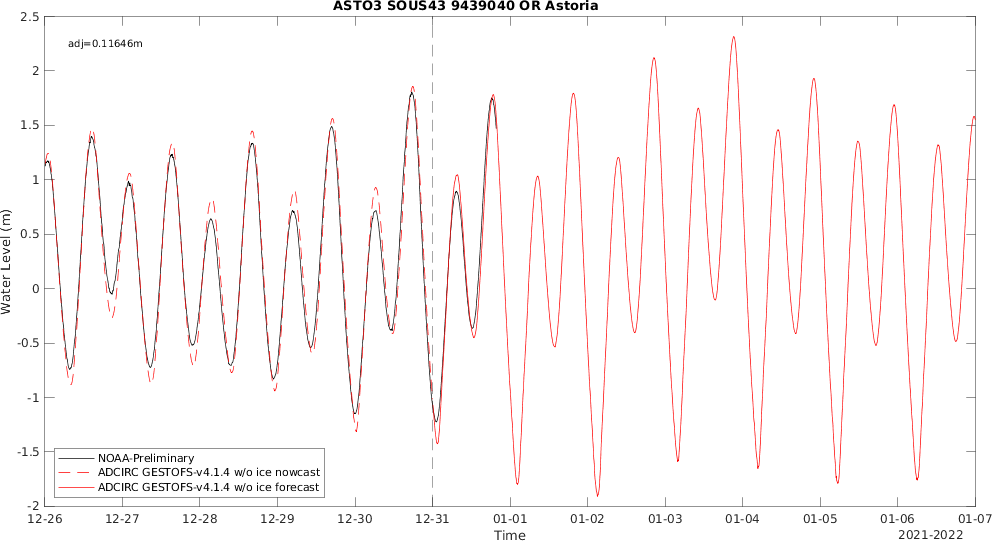 ASTO3 SOUS43 9439040 OR Astoria
adj=0.11646m
Water Level (m)
2.5
2
1.5
1
0.5
0
-0.5
-1
-1.5
-2
NOAA-Preliminary
ADCIRC GESTOFS-v4.1.4 w/o ice nowcast
ADCIRC GESTOFS-v4.1.4 w/o ice forecast
12-26 12-27 12-28 12-29 12-30 12-31 01-01 01-02 01-03 01-04 01-05 01-06 01-07
Time
2021-2022